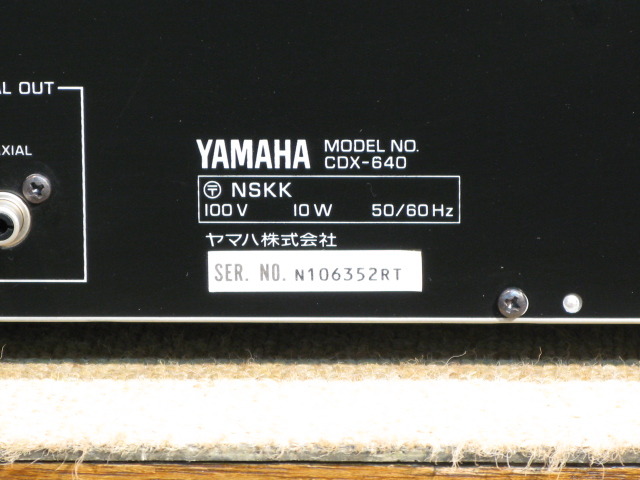 AL OUT
AXIAL
YAMAHA MODEL NO.
CDX-640
〶 NSKK
100V 10W 50/60Hz
ヤマハ株式会社
SER. NO. N106352RT